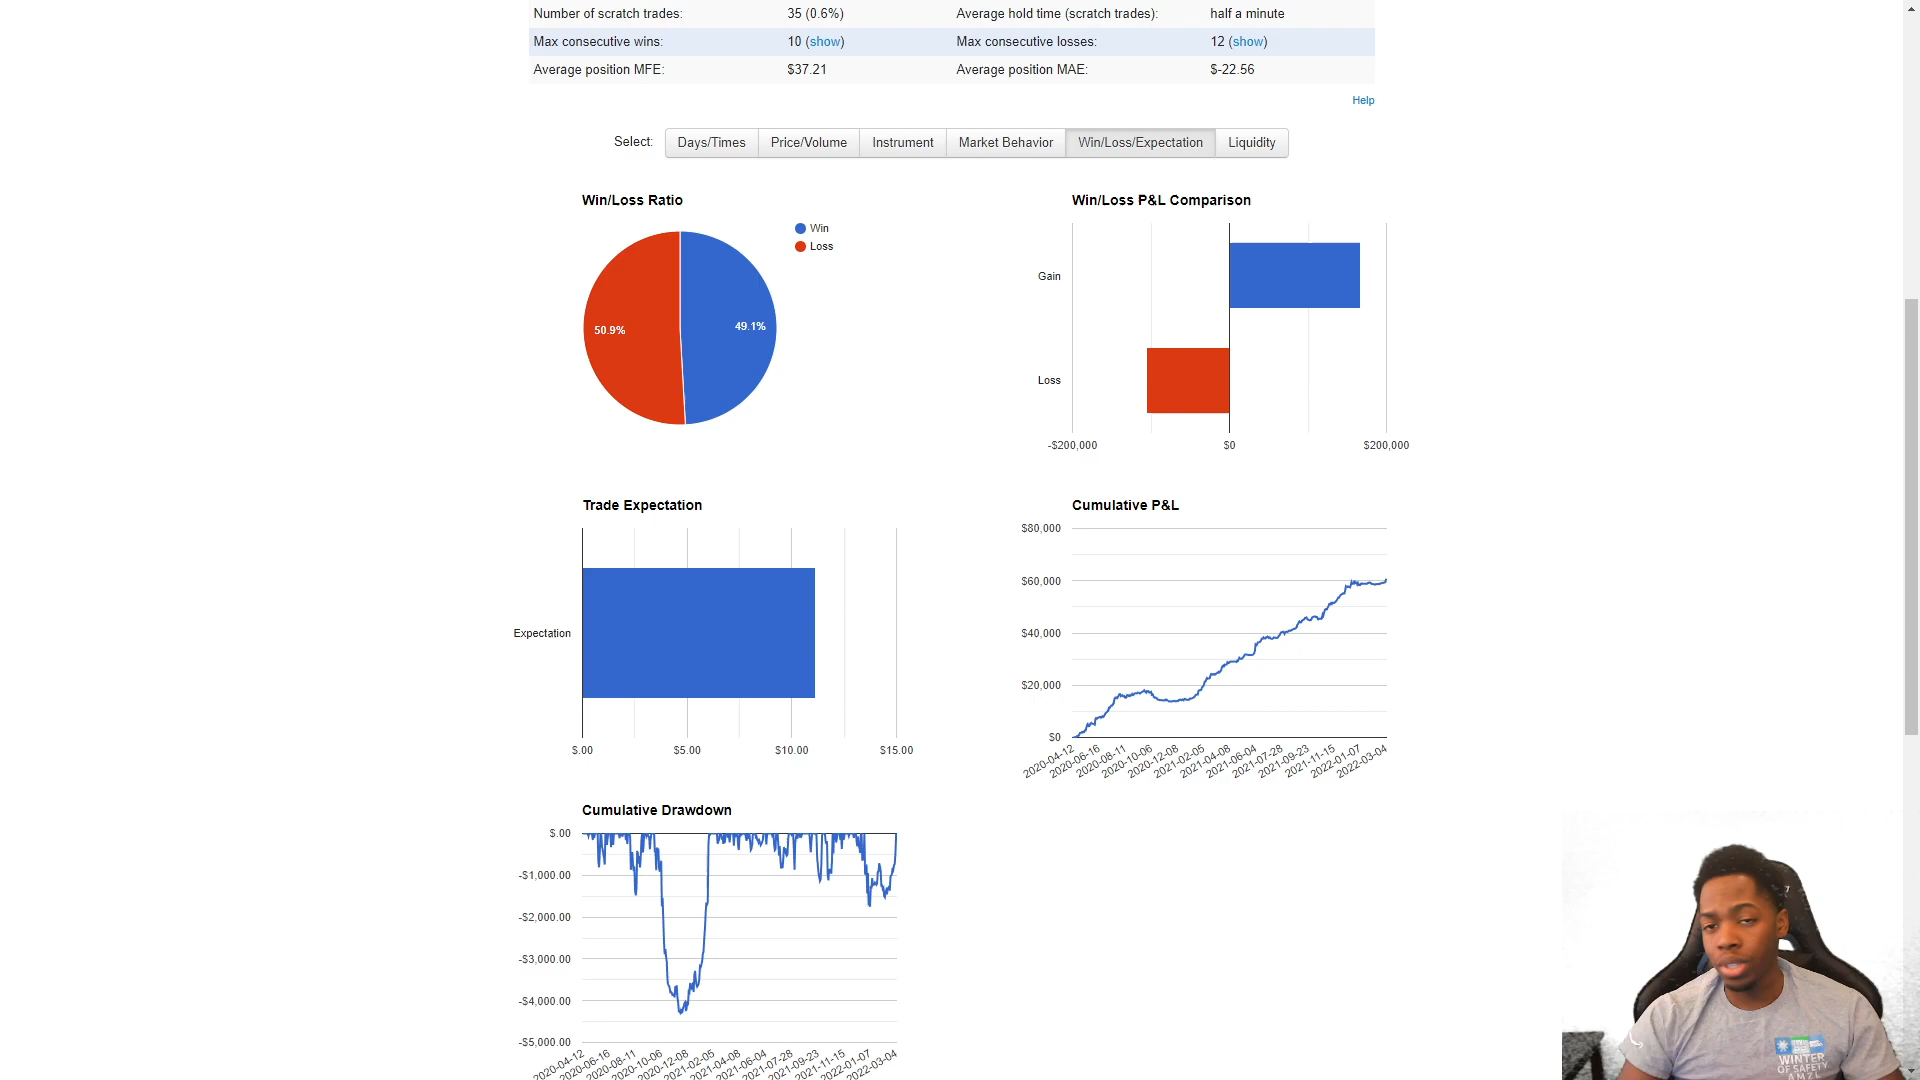 Number of scratch trades: 35 (0.6%) Average hold time (scratch trades): half a minute
Max consecutive wins: 10 (show) Max consecutive losses: 12 (show)
Average position MFE: $37.21 Average position MAE: $-22.56
Help
Select: Days/Times Price/Volume Instrument Market Behavior Win/Loss/Expectation Liquidity
Win/Loss Ratio
Win
Loss
50.9%
49.1%
Win/Loss P&L Comparison
Gain
Loss
-$200,000 $0 $200,000
Trade Expectation
Expectation
$.00 $5.00 $10.00 $15.00
Cumulative P&L
$80,000
$60,000
$40,000
$20,000
$0
2020-04-12 2020-06-16 2020-08-11 2020-10-06 2020-12-08 2021-02-05 2021-04-08 2021-06-04 2021-07-28 2021-09-23 2021-11-15 2022-01-07 2022-03-04
Cumulative Drawdown
$.00
-$1,000.00
-$2,000.00
-$3,000.00
-$4,000.00
-$5,000.00
2020-04-12 2020-06-16 2020-08-11 2020-10-06 2020-12-08 2021-02-05 2021-04-08 2021-06-04 2021-07-28 2021-09-23 2021-11-15 2022-01-07 2022-03-04
WINTER
OF SAFETY
AMZL